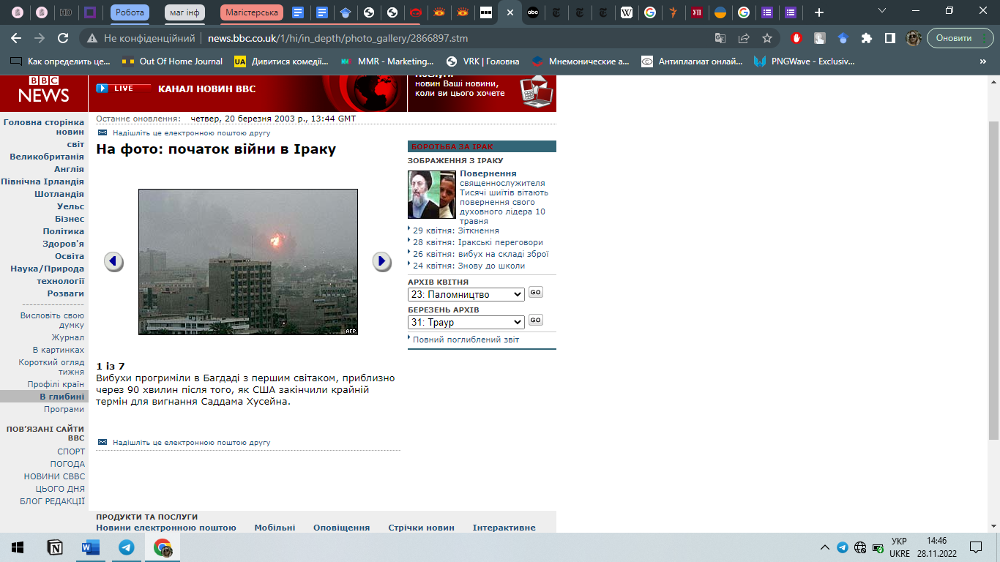 Робота
маг інф
Магістерська
Не конфіденційний
news.bbc.co.uk/1/hi/in_depth/photo_gallery/2866897.stm
Оновити
Как определить це...
Out Of Home Journal
Дивитися комедії...
MMR - Marketing...
VRK | Головна
Мнемонические а...
Антиплагиат онлай...
PNGWave - Exclusiv...
BBC
NEWS
LIVE
КАНАЛ НОВИН BBC
новин Ваші новини,
коли ви цього хочете
Останнє оновлення: четвер, 20 березня 2003 р., 13:44 GMT
Надішліть це електронною поштою другу
На фото: початок війни в Іраку
AFP
1 із 7
Вибухи прогриміли в Багдаді з першим світаком, приблизно
через 90 хвилин після того, як США закінчили крайній
термін для вигнання Саддама Хусейна.
Надішліть це електронною поштою другу
Головна сторінка
новин
світ
Великобританія
Англія
Північна Ірландія
Шотландія
Уельс
Бізнес
Політика
Здоров'я
Освіта
Наука/Природа
технології
Розваги
Висловіть свою
думку
Журнал
В картинках
Короткий огляд
тижня
Профілі країн
В глибині
Програми
ПОВ’ЯЗАНІ САЙТИ
BBC
СПОРТ
ПОГОДА
НОВИНИ CBBC
ЦЬОГО ДНЯ
БЛОГ РЕДАКЦІЇ
БОРОТЬБА ЗА ІРАК
ЗОБРАЖЕННЯ З ІРАКУ
Повернення
священнослужителя
Тисячі шиїтів вітають
повернення свого
духовного лідера 10
травня
29 квітня: Зіткнення
28 квітня: Іракські переговори
26 квітня: вибух на складі зброї
24 квітня: Знову до школи
АРХІВ КВІТНЯ
23: Паломництво
GO
БЕРЕЗЕНЬ АРХІВ
31: Траур
GO
Повний поглиблений звіт
ПРОДУКТИ ТА ПОСЛУГИ
Новини електронною поштою
Мобільні
Оповіщення
Стрічки новин
Інтерактивне
УКР
UKRE
14:46
28.11.2022